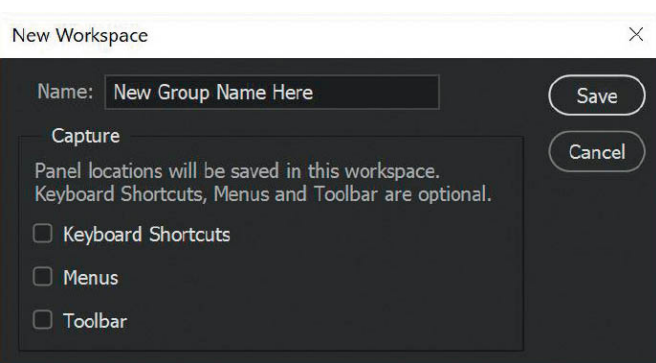 New Workspace
Name: New Group Name Here
Save
Capture
Cancel
Panel locations will be saved in this workspace.
Keyboard Shortcuts, Menus and Toolbar are optional.
Keyboard Shortcuts
Menus
Toolbar